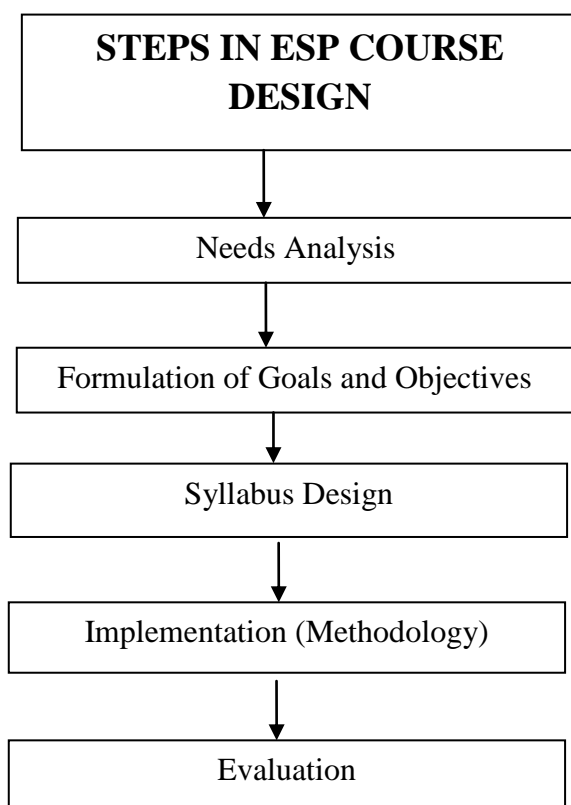 STEPS IN ESP COURSE
DESIGN
Needs Analysis
Formulation of Goals and Objectives
Syllabus Design
Implementation (Methodology)
Evaluation